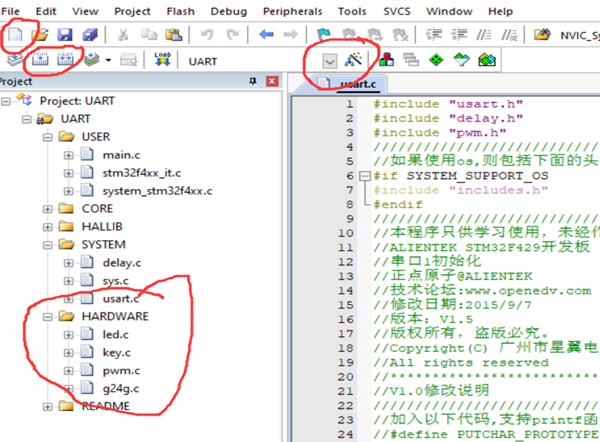 File Edit View Project Flash Debug Peripherals Tools SVCS Window Help
NVIC_Sy
LOAD UART
Project
Project: UART
UART
USER
main.c
stm32f4xx_it.c
system_stm32f4xx.c
CORE
HALLIB
SYSTEM
delay.c
sys.c
usart.c
HARDWARE
led.c
key.c
pwm.c
g24g.c
README
usart.c
1 #include "usart.h"
2 #include "delay.h"
3 #include "pwm.h"
4 ////////////////////////////
5 //如果使用os,则包括下面的头
6 #if SYSTEM_SUPPORT_OS
7 #include "includes.h"
8 #endif
9 ////////////////////////////
10 //本程序只供学习使用，未经作
11 //ALIENTEK STM32F429开发板
12 //串口1初始化
13 //正点原子@ALIENTEK
14 //技术论坛:www.openedv.com
15 //修改日期:2015/9/7
16 //版本：V1.5
17 //版权所有，盗版必究。
18 //Copyright(C) 广州市星翼电
19 //All rights reserved
20 //**************************
21 //V1.0修改说明
22 ////////////////////////////
23 //加入以下代码,支持printf函
24 //#define PUTCHAR_PROTOTYPE